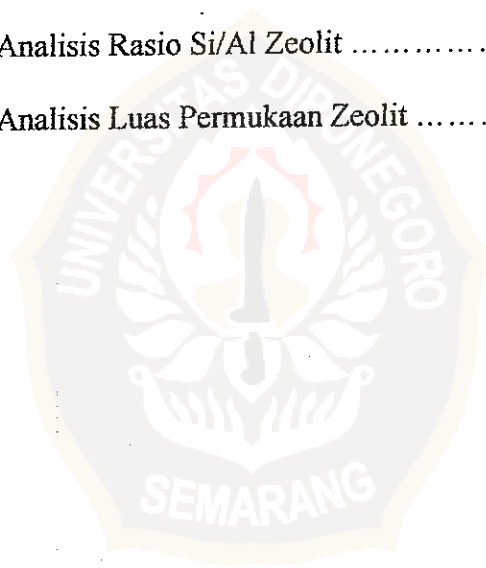 Analisis Rasio Si/Al Zeolit ..............
Analisis Luas Permukaan Zeolit ........
UNIVERSITAS DIPONEGORO
SEMARANG